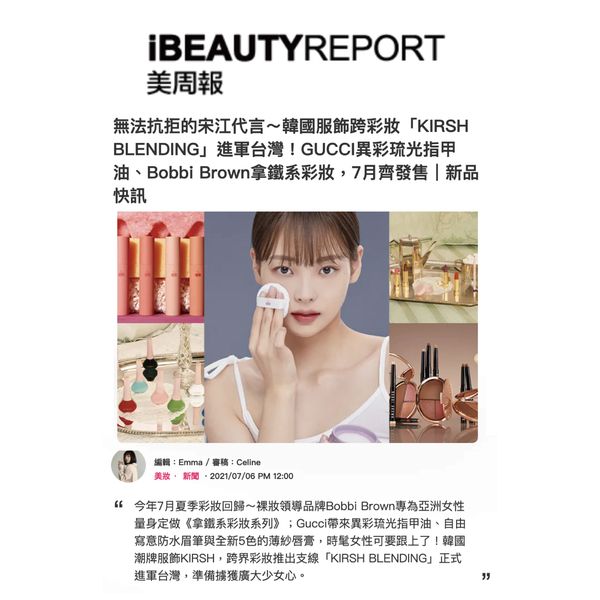 iBEAUTYREPORT
美周報
無法抗拒的宋江代言～韓國服飾跨彩妝「KIRSH
BLENDING」進軍台灣！GUCCI異彩琉光指甲
油、Bobbi Brown拿鐵系彩妝，7月齊發售｜新品
快訊
編輯：Emma / 審稿：Celine
美妝· 新聞 ·2021/07/06 PM 12:00
“ 今年7月夏季彩妝回歸～裸妝領導品牌Bobbi Brown專為亞洲女性
量身定做《拿鐵系彩妝系列》；Gucci帶來異彩琉光指甲油、自由
寫意防水眉筆與全新5色的薄紗唇膏，時髦女性可要跟上了！韓國
潮牌服飾KIRSH，跨界彩妝推出支線「KIRSH BLENDING」正式
進軍台灣，準備擄獲廣大少女心。 ”